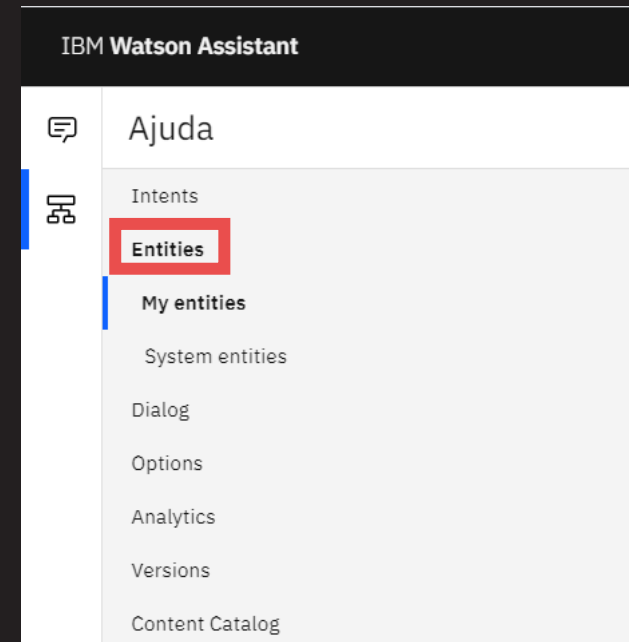 IBM Watson Assistant
Ajuda
Intents
Entities
My entities
System entities
Dialog
Options
Analytics
Versions
Content Catalog